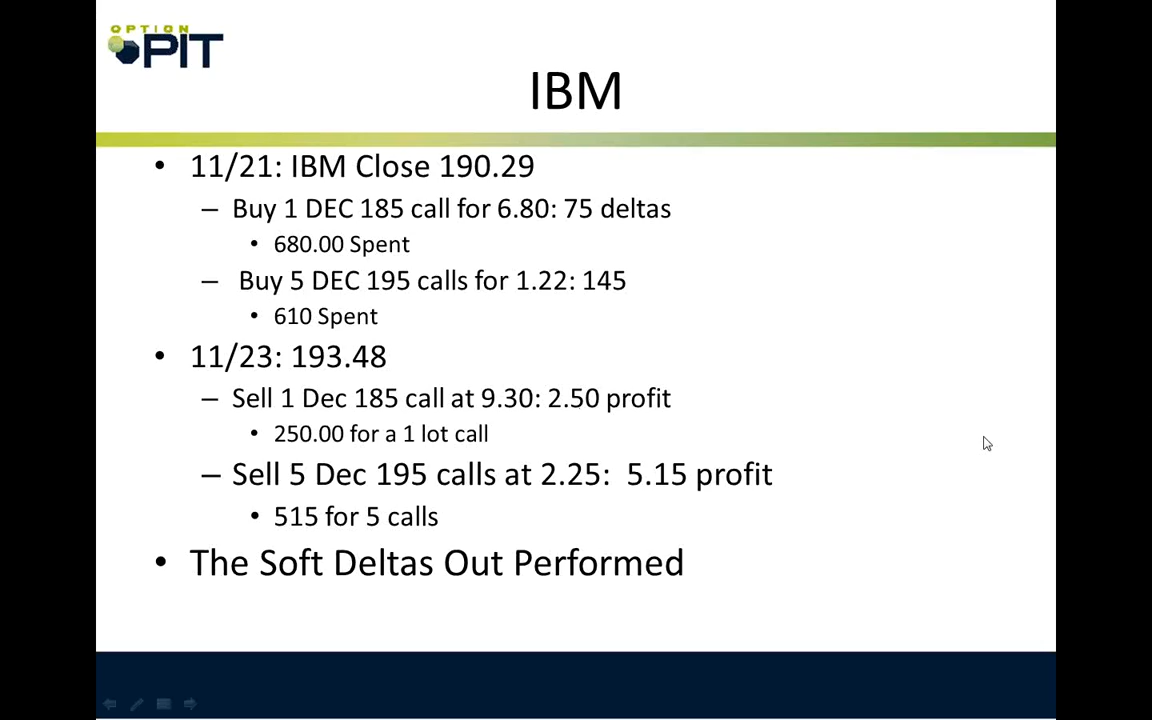 OPTION
PIT
IBM
• 11/21: IBM Close 190.29
– Buy 1 DEC 185 call for 6.80: 75 deltas
• 680.00 Spent
– Buy 5 DEC 195 calls for 1.22: 145
• 610 Spent
• 11/23: 193.48
– Sell 1 Dec 185 call at 9.30: 2.50 profit
• 250.00 for a 1 lot call
– Sell 5 Dec 195 calls at 2.25: 5.15 profit
• 515 for 5 calls
• The Soft Deltas Out Performed